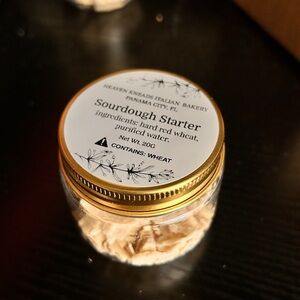 HEAVEN KNEADS ITALIAN BAKERY
PANAMA CITY, FL
Sourdough Starter
ingredients: hard red wheat,
purified water.
Net Wt. 20G
CONTAINS: WHEAT